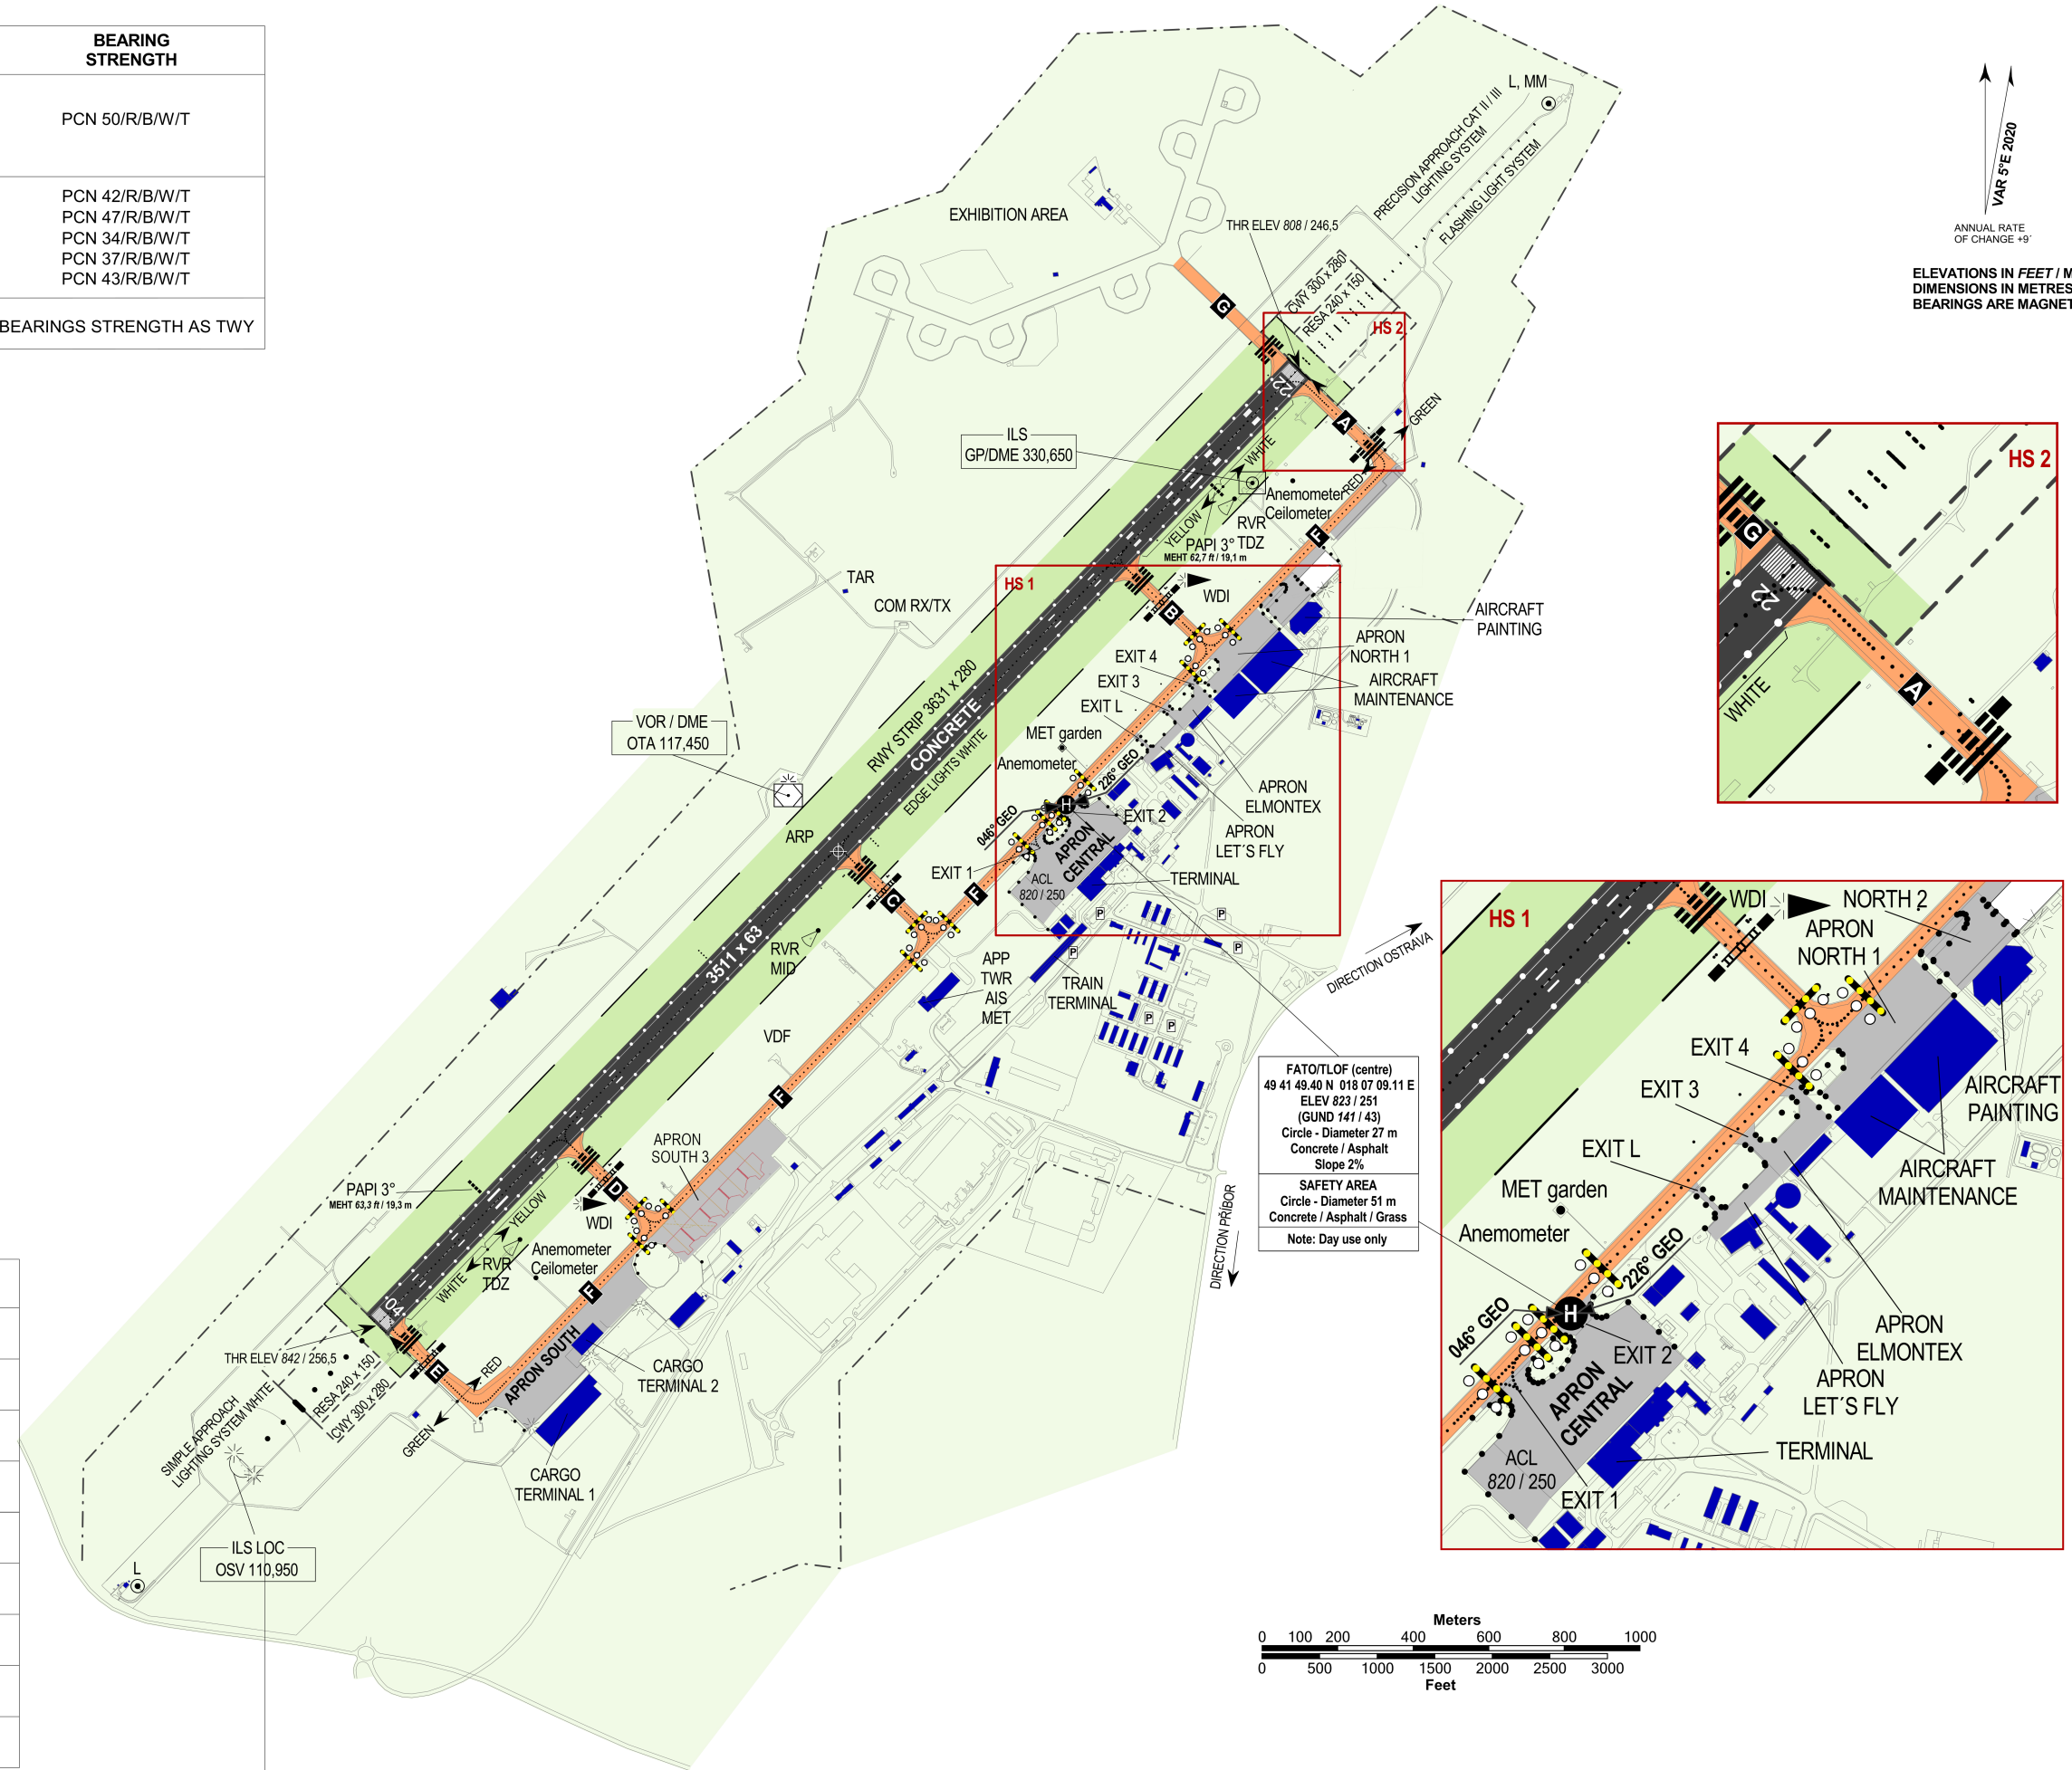 BEARING
STRENGTH
PCN 50/R/B/W/T
PCN 42/R/B/W/T
PCN 47/R/B/W/T
PCN 34/R/B/W/T
PCN 37/R/B/W/T
PCN 43/R/B/W/T
BEARINGS STRENGTH AS TWY
VAR 5°E 2020
ANNUAL RATE
OF CHANGE +9´
ELEVATIONS IN FEET / M
DIMENSIONS IN METRES
BEARINGS ARE MAGNET
L, MM
PRECISION APPROACH CAT II / III
LIGHTING SYSTEM
FLASHING LIGHT SYSTEM
EXHIBITION AREA
THR ELEV 808 / 246,5
CWY 300 x 280
RESA 240 x 150
HS 2
G
22
A
GREEN
RED
WHITE
YELLOW
ILS
GP/DME 330,650
Anemometer
Ceilometer
RVR
TDZ
PAPI 3°
MEHT 62,7 ft / 19,1 m
F
HS 1
B
WDI
TAR
COM RX/TX
AIRCRAFT
PAINTING
APRON
NORTH 1
AIRCRAFT
MAINTENANCE
EXIT 4
EXIT 3
EXIT L
MET garden
Anemometer
226° GEO
046° GEO
H
EXIT 2
APRON
ELMONTEX
APRON
LET´S FLY
APRON
CENTRAL
ACL
820 / 250
TERMINAL
EXIT 1
F
RWY STRIP 3631 x 280
CONCRETE
EDGE LIGHTS WHITE
3511 x 63
VOR / DME
OTA 117,450
ARP
C
RVR
MID
APP
TWR
AIS
MET
TRAIN
TERMINAL
P
P
P
P
P
P
DIRECTION OSTRAVA
DIRECTION PŘÍBOR
VDF
F
APRON
SOUTH 3
FATO/TLOF (centre)
49 41 49.40 N 018 07 09.11 E
ELEV 823 / 251
(GUND 141 / 43)
Circle - Diameter 27 m
Concrete / Asphalt
Slope 2%
SAFETY AREA
Circle - Diameter 51 m
Concrete / Asphalt / Grass
Note: Day use only
PAPI 3°
MEHT 63,3 ft / 19,3 m
D
WDI
YELLOW
WHITE
RVR
TDZ
Anemometer
Ceilometer
F
04
THR ELEV 842 / 256,5
E
RED
GREEN
RESA 240 x 150
CWY 300 x 280
SIMPLE APPROACH
LIGHTING SYSTEM WHITE
APRON SOUTH
CARGO
TERMINAL 2
CARGO
TERMINAL 1
ILS LOC
OSV 110,950
L
HS 2
G
22
A
WHITE
HS 1
WDI
NORTH 2
APRON
NORTH 1
EXIT 4
EXIT 3
EXIT L
MET garden
Anemometer
AIRCRAFT
PAINTING
AIRCRAFT
MAINTENANCE
226° GEO
046° GEO
H
EXIT 2
APRON
ELMONTEX
APRON
LET´S FLY
APRON
CENTRAL
ACL
820 / 250
TERMINAL
EXIT 1
Meters
0 100 200 400 600 800 1000
0 500 1000 1500 2000 2500 3000
Feet